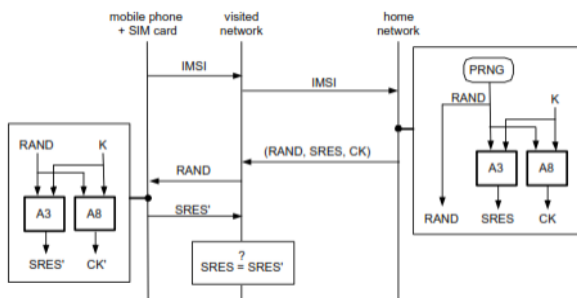 mobile phone
+ SIM card
visited
network
home
network
IMSI
IMSI
PRNG
RAND
K
A3
A8
RAND
SRES
CK
(RAND, SRES, CK)
RAND
SRES'
RAND
K
A3
A8
SRES'
CK'
?
SRES = SRES'